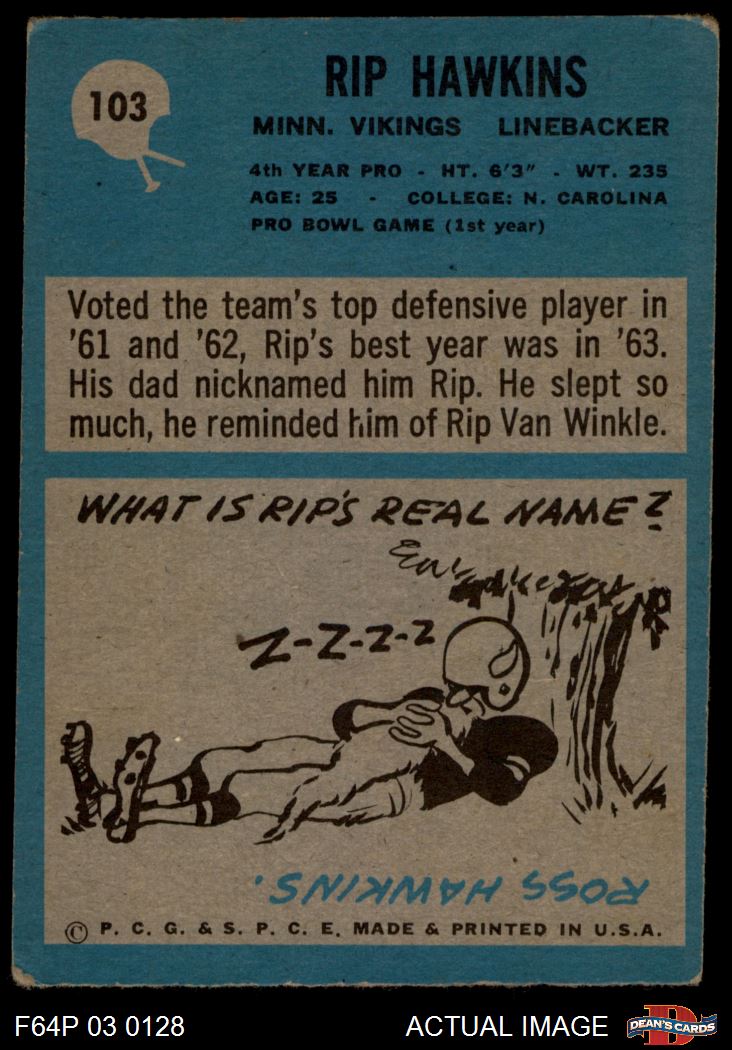 103
RIP HAWKINS
MINN. VIKINGS LINEBACKER
4th YEAR PRO - HT. 6'3" - WT. 235
AGE: 25 - COLLEGE: N. CAROLINA
PRO BOWL GAME (1st year)
Voted the team's top defensive player in
'61 and '62, Rip's best year was in '63.
His dad nicknamed him Rip. He slept so
much, he reminded him of Rip Van Winkle.
WHAT IS RIP'S REAL NAME?
Z-Z-Z-Z
ROSS HAWKINS.
© P. C. G. & S. P. C. E. MADE & PRINTED IN U.S.A.
F64P 03 0128 ACTUAL IMAGE
D
DEAN'S CARDS